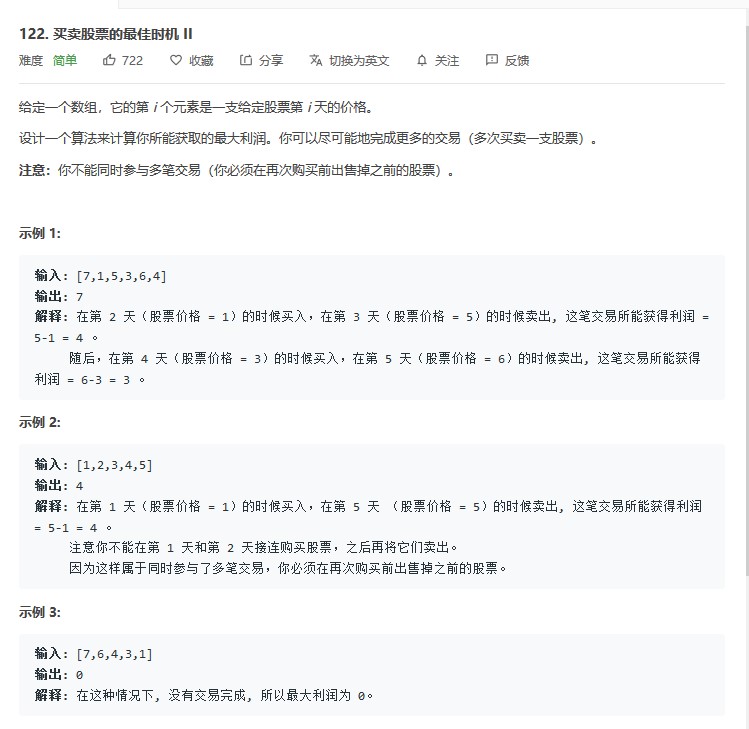 122. 买卖股票的最佳时机 II
难度 简单 722 收藏 分享 切换为英文 关注 反馈
给定一个数组，它的第 i 个元素是一支给定股票第 i 天的价格。
设计一个算法来计算你所能获取的最大利润。你可以尽可能地完成更多的交易（多次买卖一支股票）。
注意：你不能同时参与多笔交易（你必须在再次购买前出售掉之前的股票）。
示例 1:
输入: [7,1,5,3,6,4]
输出: 7
解释: 在第 2 天（股票价格 = 1）的时候买入，在第 3 天（股票价格 = 5）的时候卖出, 这笔交易所能获得利润 =
5-1 = 4 。
随后，在第 4 天（股票价格 = 3）的时候买入，在第 5 天（股票价格 = 6）的时候卖出, 这笔交易所能获得
利润 = 6-3 = 3 。
示例 2:
输入: [1,2,3,4,5]
输出: 4
解释: 在第 1 天（股票价格 = 1）的时候买入，在第 5 天 （股票价格 = 5）的时候卖出, 这笔交易所能获得利润
= 5-1 = 4 。
注意你不能在第 1 天和第 2 天接连购买股票，之后再将它们卖出。
因为这样属于同时参与了多笔交易，你必须在再次购买前出售掉之前的股票。
示例 3:
输入: [7,6,4,3,1]
输出: 0
解释: 在这种情况下, 没有交易完成, 所以最大利润为 0。